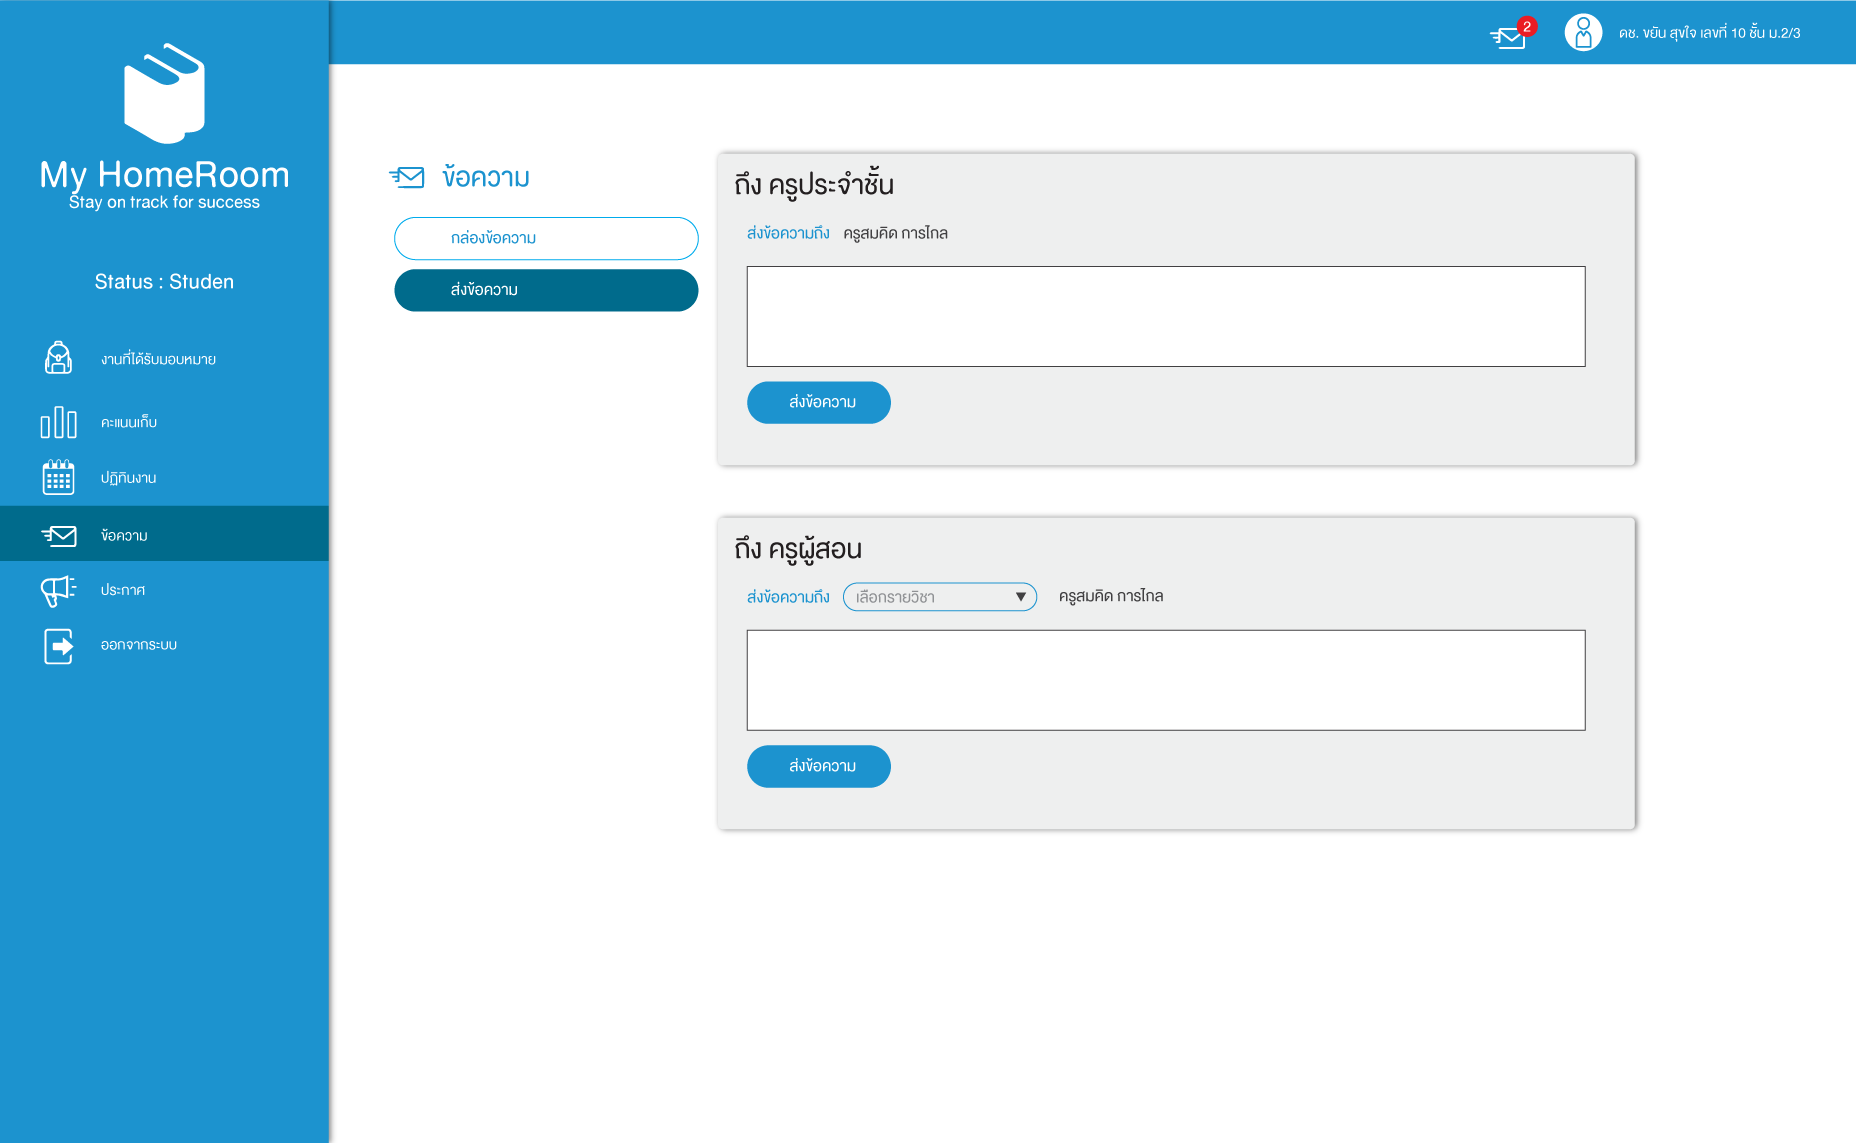 2
ดช. ขยัน สุขใจ เลขที่ 10 ชั้น ม.2/3
My HomeRoom
Stay on track for success
Status : Studen
งานที่ได้รับมอบหมาย
คะแนนเก็บ
ปฏิทินงาน
ข้อความ
ประกาศ
ออกจากระบบ
ข้อความ
กล่องข้อความ
ส่งข้อความ
ถึง ครูประจำชั้น
ส่งข้อความถึง ครูสมคิด การไกล
ส่งข้อความ
ถึง ครูผู้สอน
ส่งข้อความถึง เลือกรายวิชา ครูสมคิด การไกล
ส่งข้อความ